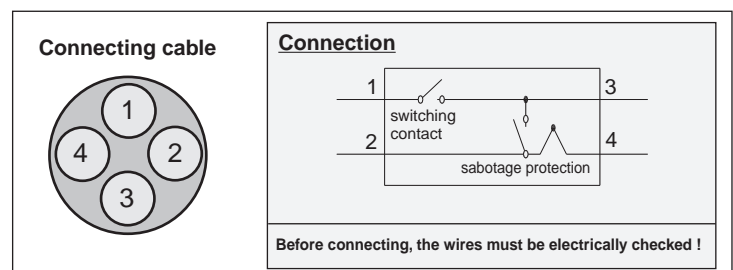 Connecting cable
1
4
2
3
Connection
1
3
switching
contact
2
4
sabotage protection
Before connecting, the wires must be electrically checked !